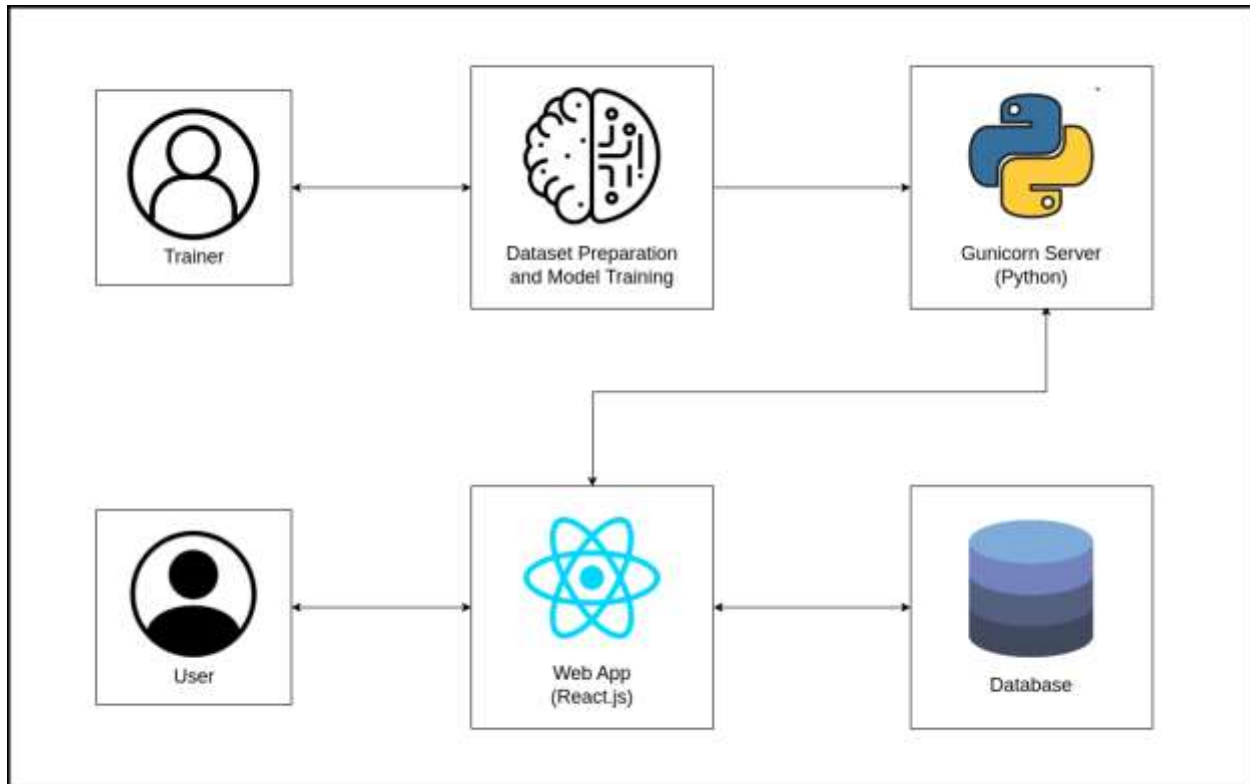 Trainer
Dataset Preparation
and Model Training
Gunicorn Server
(Python)
User
Web App
(React.js)
Database